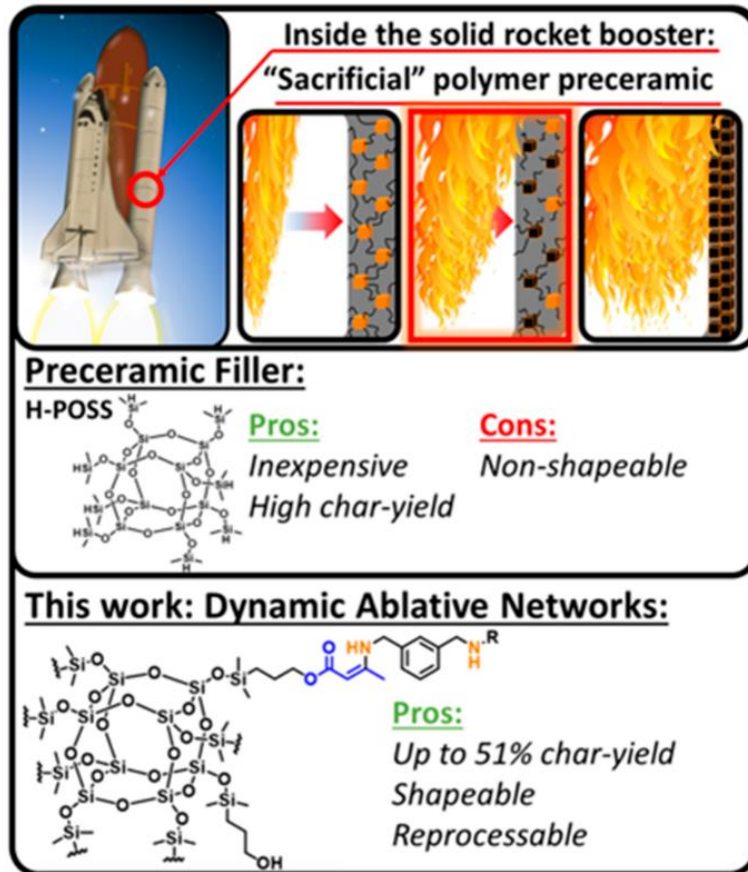 Inside the solid rocket booster:
“Sacrificial” polymer preceramic
Preceramic Filler:
H-POSS
Pros:
Inexpensive
High char-yield
Cons:
Non-shapeable
This work: Dynamic Ablative Networks:
Pros:
Up to 51% char-yield
Shapeable
Reprocessable